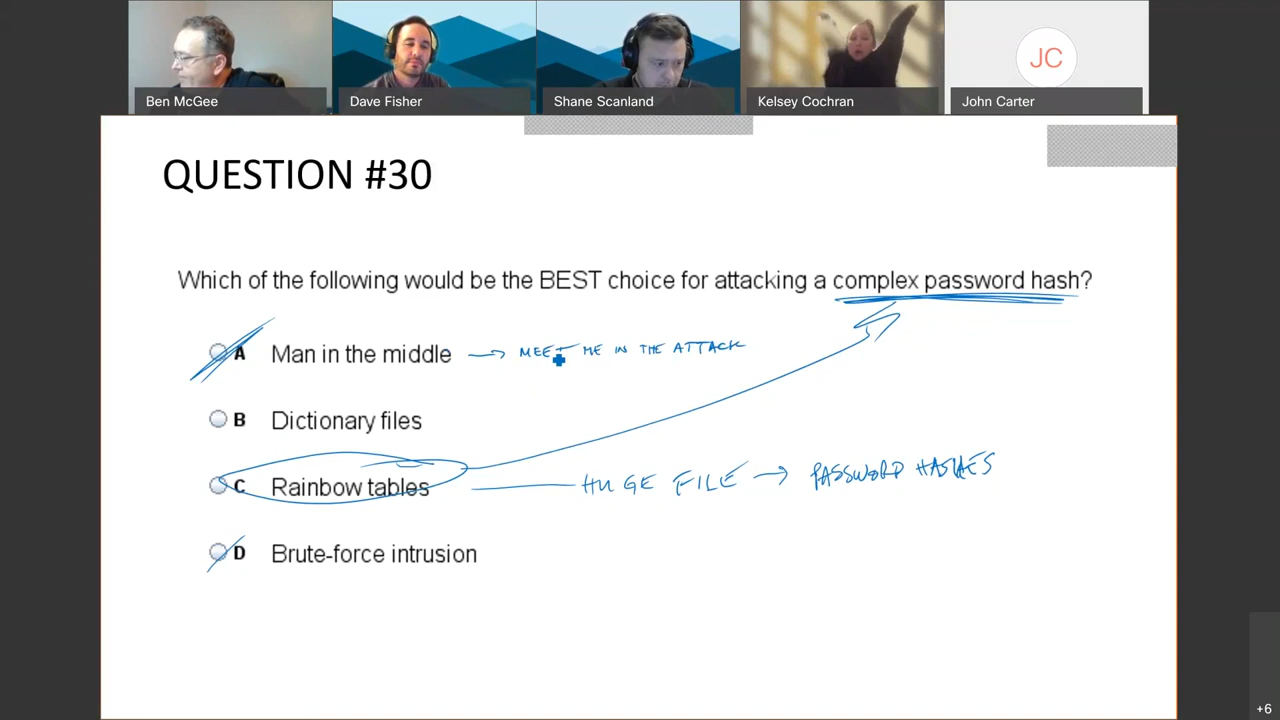 Ben McGee
Dave Fisher
Shane Scanland
Kelsey Cochran
JC
John Carter
QUESTION #30
Which of the following would be the BEST choice for attacking a complex password hash?
A Man in the middle → MEET ME IN THE ATTACK
B Dictionary files
C Rainbow tables HUGE FILE → PASSWORD HASHES
D Brute-force intrusion
+6